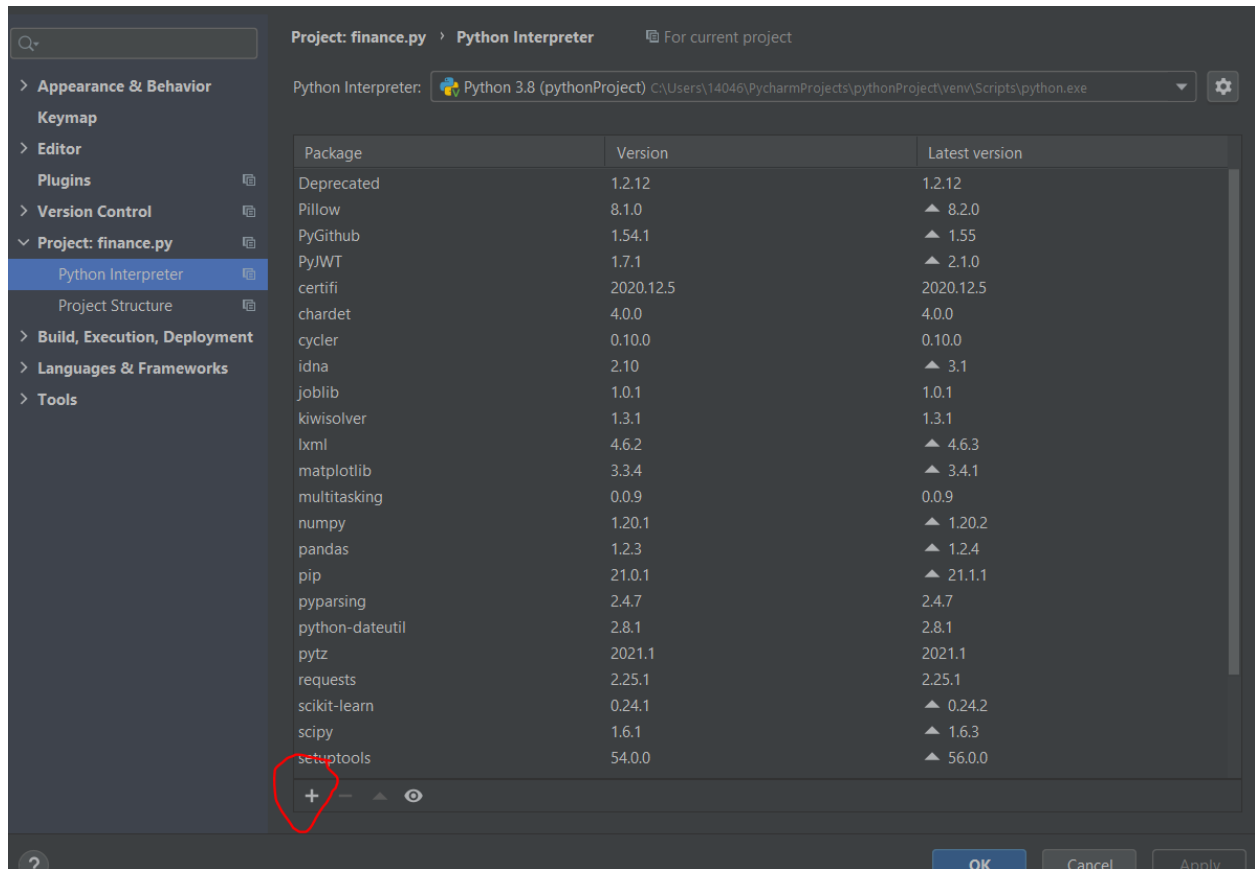 Project: finance.py › Python Interpreter For current project
Python Interpreter: Python 3.8 (pythonProject) C:\Users\14046\PycharmProjects\pythonProject\venv\Scripts\python.exe
Appearance & Behavior
Keymap
Editor
Plugins
Version Control
Project: finance.py
Python Interpreter
Project Structure
Build, Execution, Deployment
Languages & Frameworks
Tools
Package Version Latest version
Deprecated 1.2.12 1.2.12
Pillow 8.1.0 8.2.0
PyGithub 1.54.1 1.55
PyJWT 1.7.1 2.1.0
certifi 2020.12.5 2020.12.5
chardet 4.0.0 4.0.0
cycler 0.10.0 0.10.0
idna 2.10 3.1
joblib 1.0.1 1.0.1
kiwisolver 1.3.1 1.3.1
lxml 4.6.2 4.6.3
matplotlib 3.3.4 3.4.1
multitasking 0.0.9 0.0.9
numpy 1.20.1 1.20.2
pandas 1.2.3 1.2.4
pip 21.0.1 21.1.1
pyparsing 2.4.7 2.4.7
python-dateutil 2.8.1 2.8.1
pytz 2021.1 2021.1
requests 2.25.1 2.25.1
scikit-learn 0.24.1 0.24.2
scipy 1.6.1 1.6.3
setuptools 54.0.0 56.0.0
? OK Cancel Apply